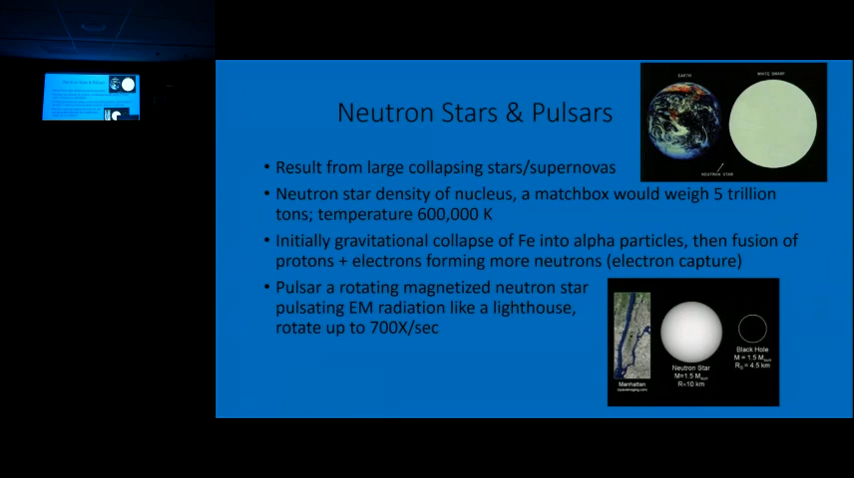 Neutron Stars & Pulsars
EARTH
WHITE DWARF
NEUTRON STAR
• Result from large collapsing stars/supernovas
• Neutron star density of nucleus, a matchbox would weigh 5 trillion
tons; temperature 600,000 K
• Initially gravitational collapse of Fe into alpha particles, then fusion of
protons + electrons forming more neutrons (electron capture)
• Pulsar a rotating magnetized neutron star
pulsating EM radiation like a lighthouse,
rotate up to 700X/sec
Manhattan
Neutron Star
M=1.5 Msun
R=10 km
Black Hole
M = 1.5 Msun
RS = 4.5 km